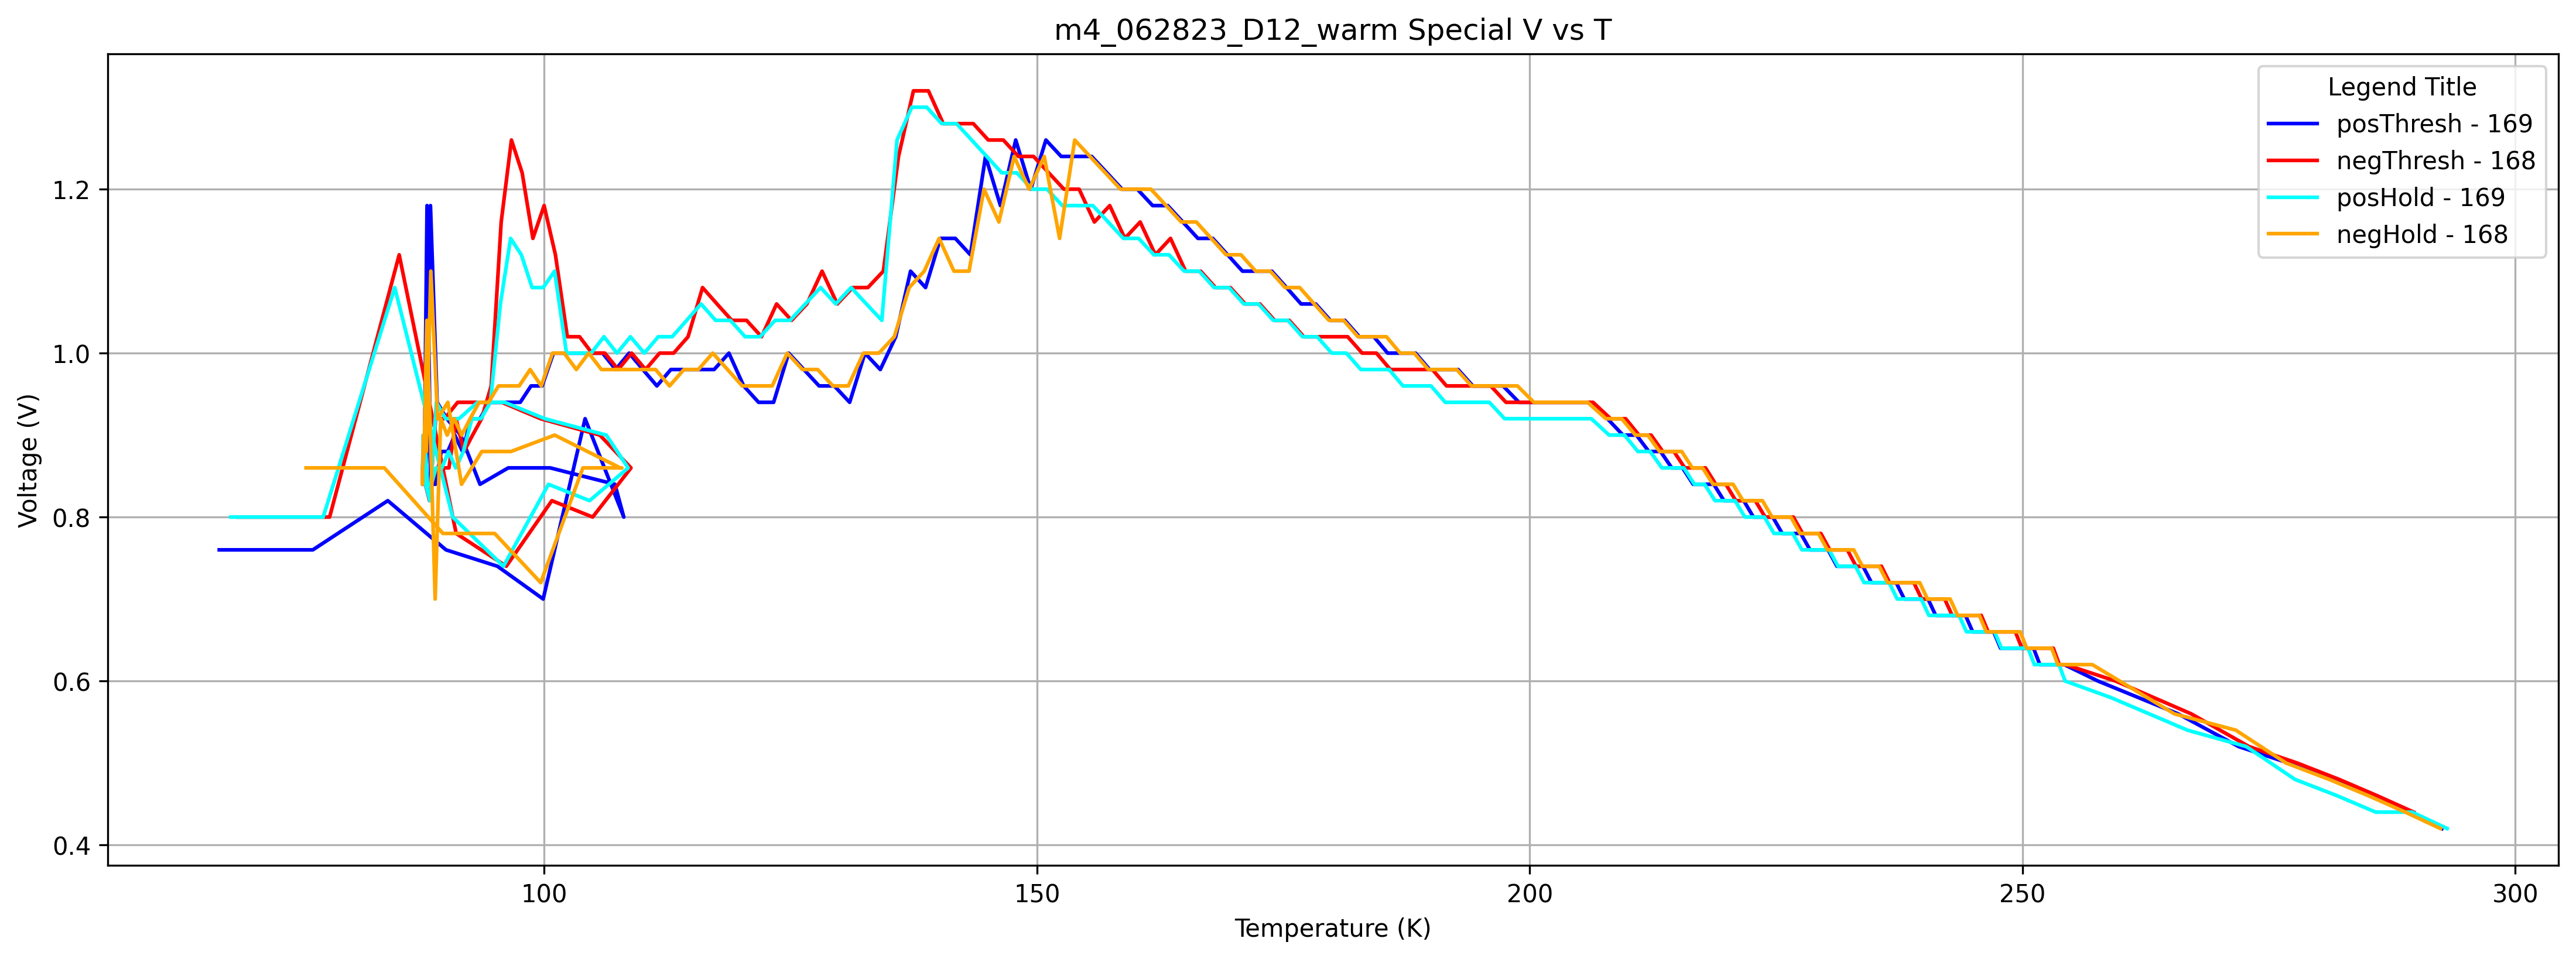 m4_062823_D12_warm Special V vs T
Legend Title
posThresh - 169
negThresh - 168
posHold - 169
negHold - 168
Voltage (V)
1.2
1.0
0.8
0.6
0.4
100
150
200
250
300
Temperature (K)